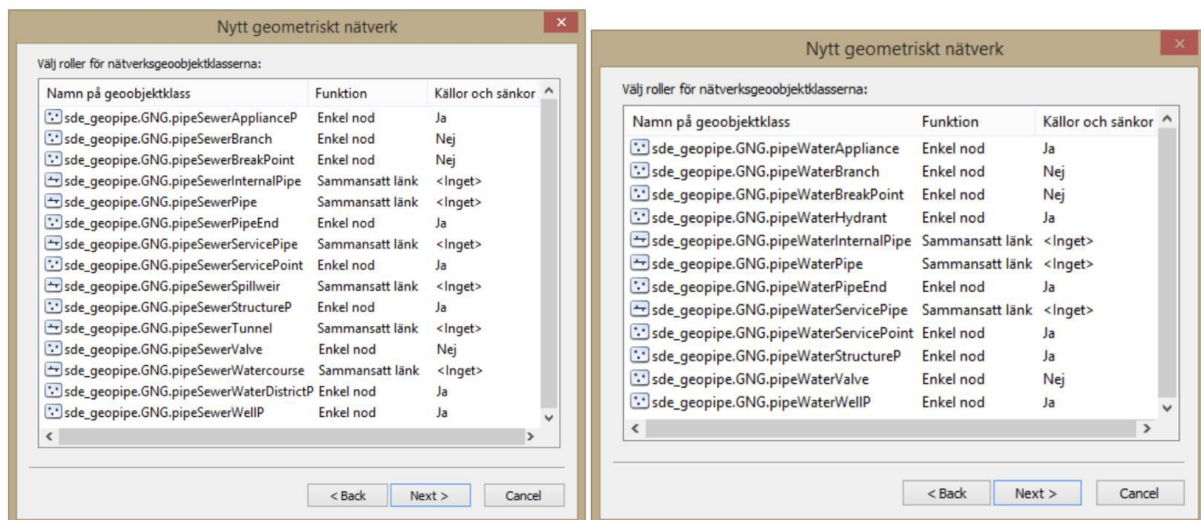 Nytt geometriskt nätverk
Välj roller för nätverksgeoobjektklasserna:
Namn på geoobjektklass Funktion Källor och sänkor
sde_geopipe.GNG.pipeSewerApplianceP Enkel nod Ja
sde_geopipe.GNG.pipeSewerBranch Enkel nod Nej
sde_geopipe.GNG.pipeSewerBreakPoint Enkel nod Nej
sde_geopipe.GNG.pipeSewerInternalPipe Sammansatt länk <Inget>
sde_geopipe.GNG.pipeSewerPipe Sammansatt länk <Inget>
sde_geopipe.GNG.pipeSewerPipeEnd Enkel nod Ja
sde_geopipe.GNG.pipeSewerServicePipe Sammansatt länk <Inget>
sde_geopipe.GNG.pipeSewerServicePoint Enkel nod Ja
sde_geopipe.GNG.pipeSewerSpillweir Sammansatt länk <Inget>
sde_geopipe.GNG.pipeSewerStructureP Enkel nod Ja
sde_geopipe.GNG.pipeSewerTunnel Sammansatt länk <Inget>
sde_geopipe.GNG.pipeSewerValve Enkel nod Nej
sde_geopipe.GNG.pipeSewerWatercourse Sammansatt länk <Inget>
sde_geopipe.GNG.pipeSewerWaterDistrictP Enkel nod Ja
sde_geopipe.GNG.pipeSewerWellP Enkel nod Ja
< Back Next > Cancel
Nytt geometriskt nätverk
Välj roller för nätverksgeoobjektklasserna:
Namn på geoobjektklass Funktion Källor och sänkor
sde_geopipe.GNG.pipeWaterAppliance Enkel nod Ja
sde_geopipe.GNG.pipeWaterBranch Enkel nod Nej
sde_geopipe.GNG.pipeWaterBreakPoint Enkel nod Nej
sde_geopipe.GNG.pipeWaterHydrant Enkel nod Ja
sde_geopipe.GNG.pipeWaterInternalPipe Sammansatt länk <Inget>
sde_geopipe.GNG.pipeWaterPipe Sammansatt länk <Inget>
sde_geopipe.GNG.pipeWaterPipeEnd Enkel nod Ja
sde_geopipe.GNG.pipeWaterServicePipe Sammansatt länk <Inget>
sde_geopipe.GNG.pipeWaterServicePoint Enkel nod Ja
sde_geopipe.GNG.pipeWaterStructureP Enkel nod Ja
sde_geopipe.GNG.pipeWaterValve Enkel nod Nej
sde_geopipe.GNG.pipeWaterWellP Enkel nod Ja
< Back Next > Cancel